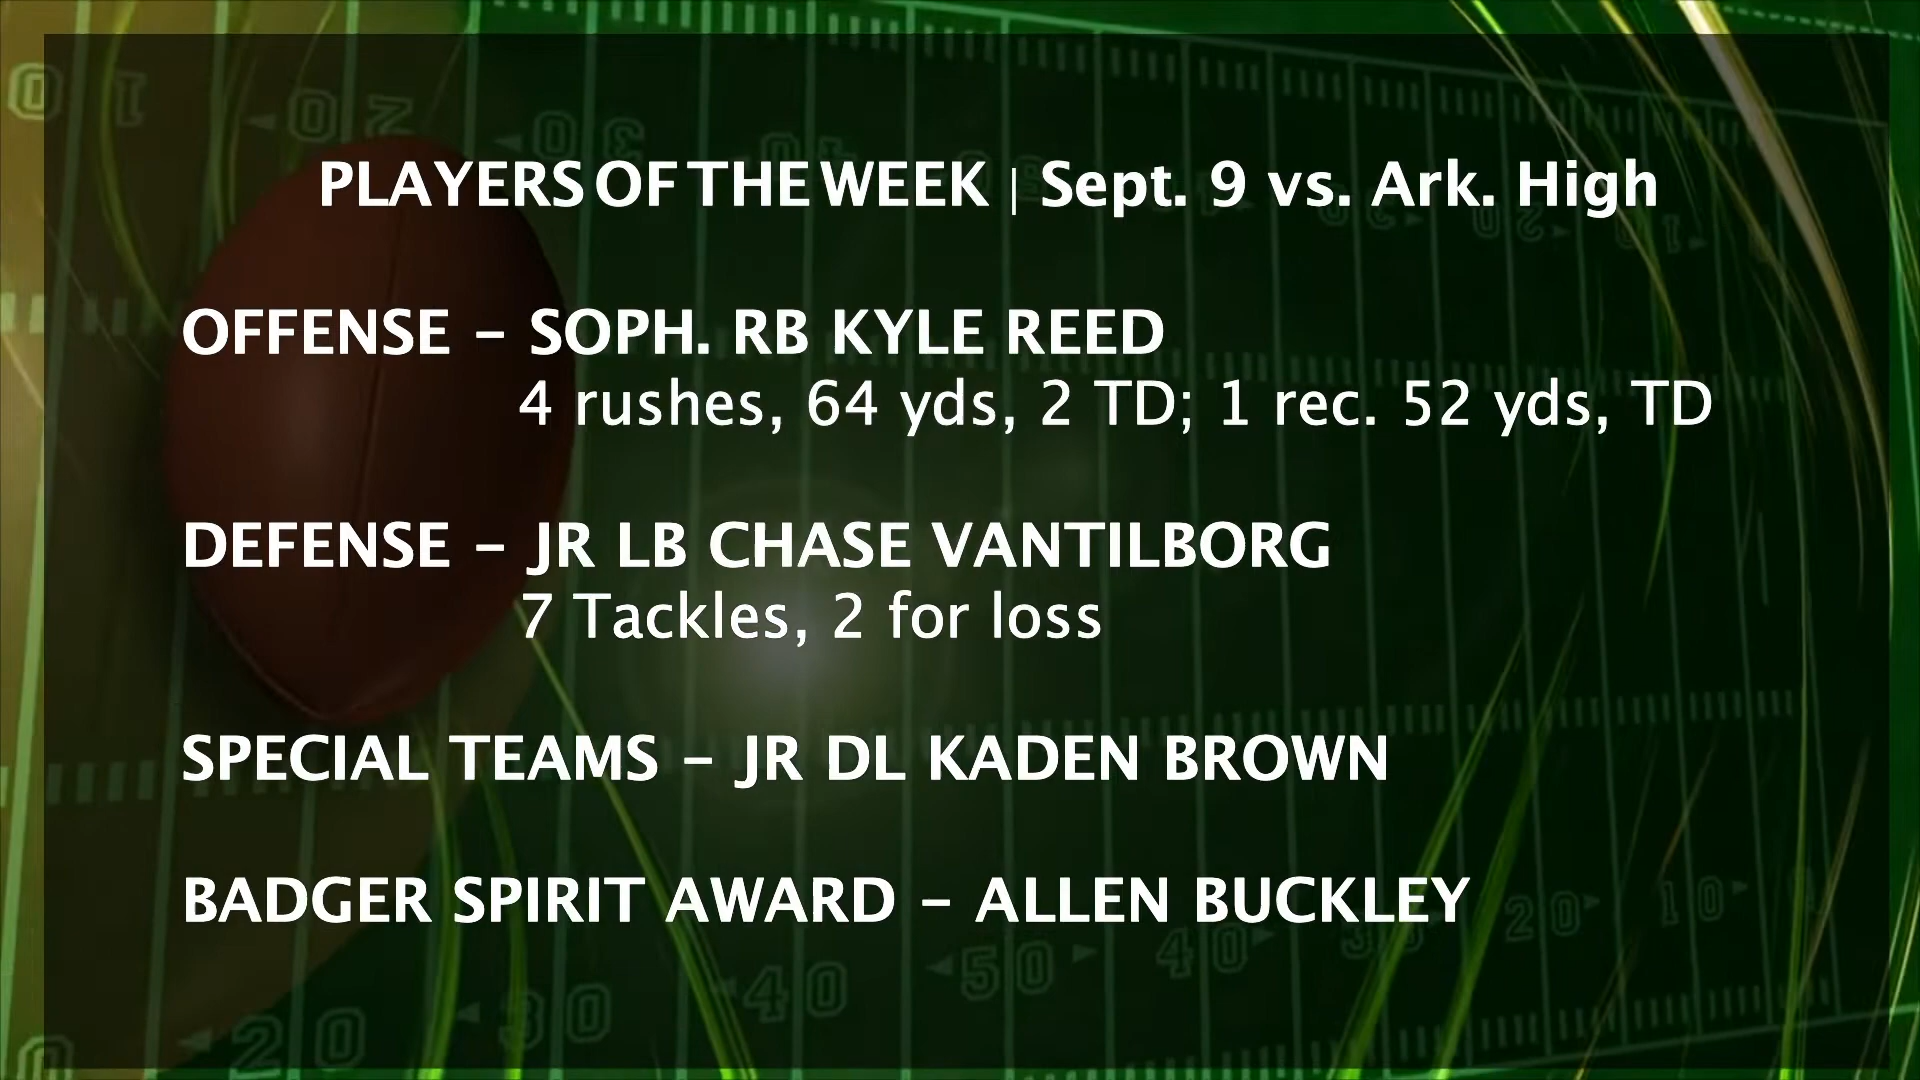 PLAYERS OF THE WEEK | Sept. 9 vs. Ark. High
OFFENSE - SOPH. RB KYLE REED
4 rushes, 64 yds, 2 TD; 1 rec. 52 yds, TD
DEFENSE - JR LB CHASE VANTILBORG
7 Tackles, 2 for loss
SPECIAL TEAMS - JR DL KADEN BROWN
BADGER SPIRIT AWARD - ALLEN BUCKLEY